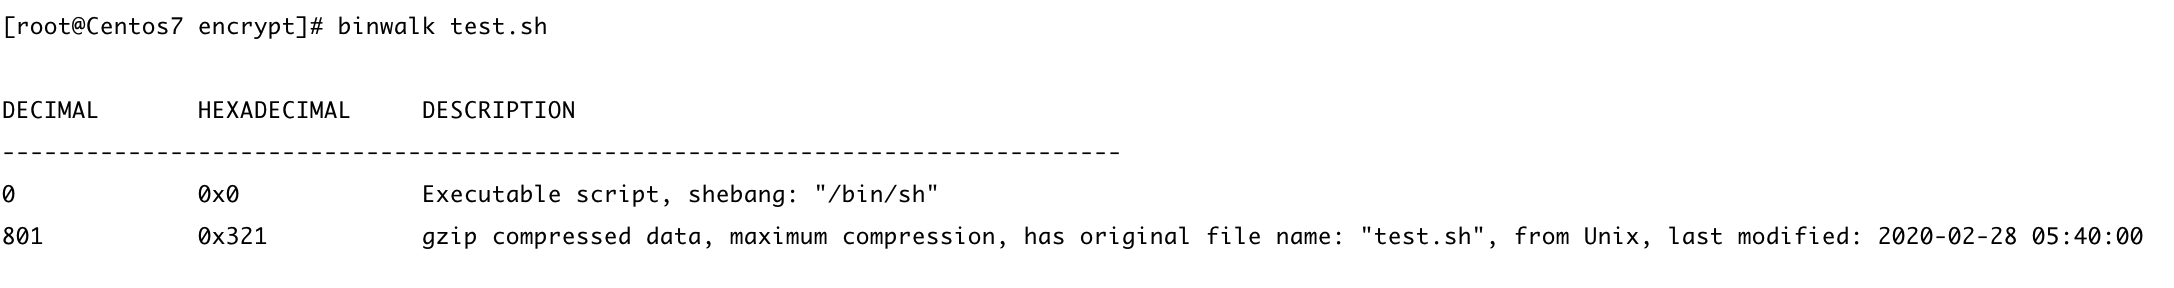 [root@Centos7 encrypt]# binwalk test.sh
DECIMAL       HEXADECIMAL     DESCRIPTION
--------------------------------------------------------------------------------
0             0x0             Executable script, shebang: "/bin/sh"
801           0x321           gzip compressed data, maximum compression, has original file name: "test.sh", from Unix, last modified: 2020-02-28 05:40:00